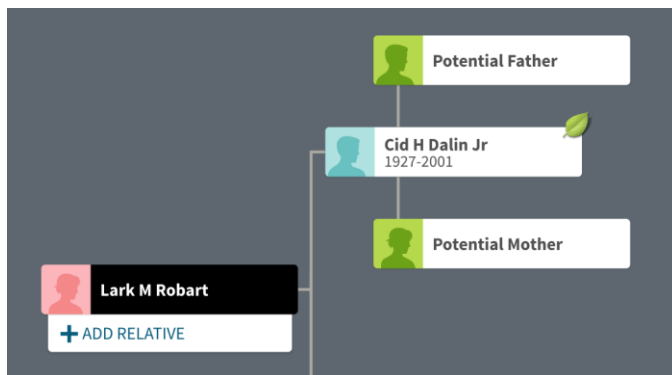 Potential Father
Cid H Dalin Jr
1927-2001
Potential Mother
Lark M Robart
ADD RELATIVE